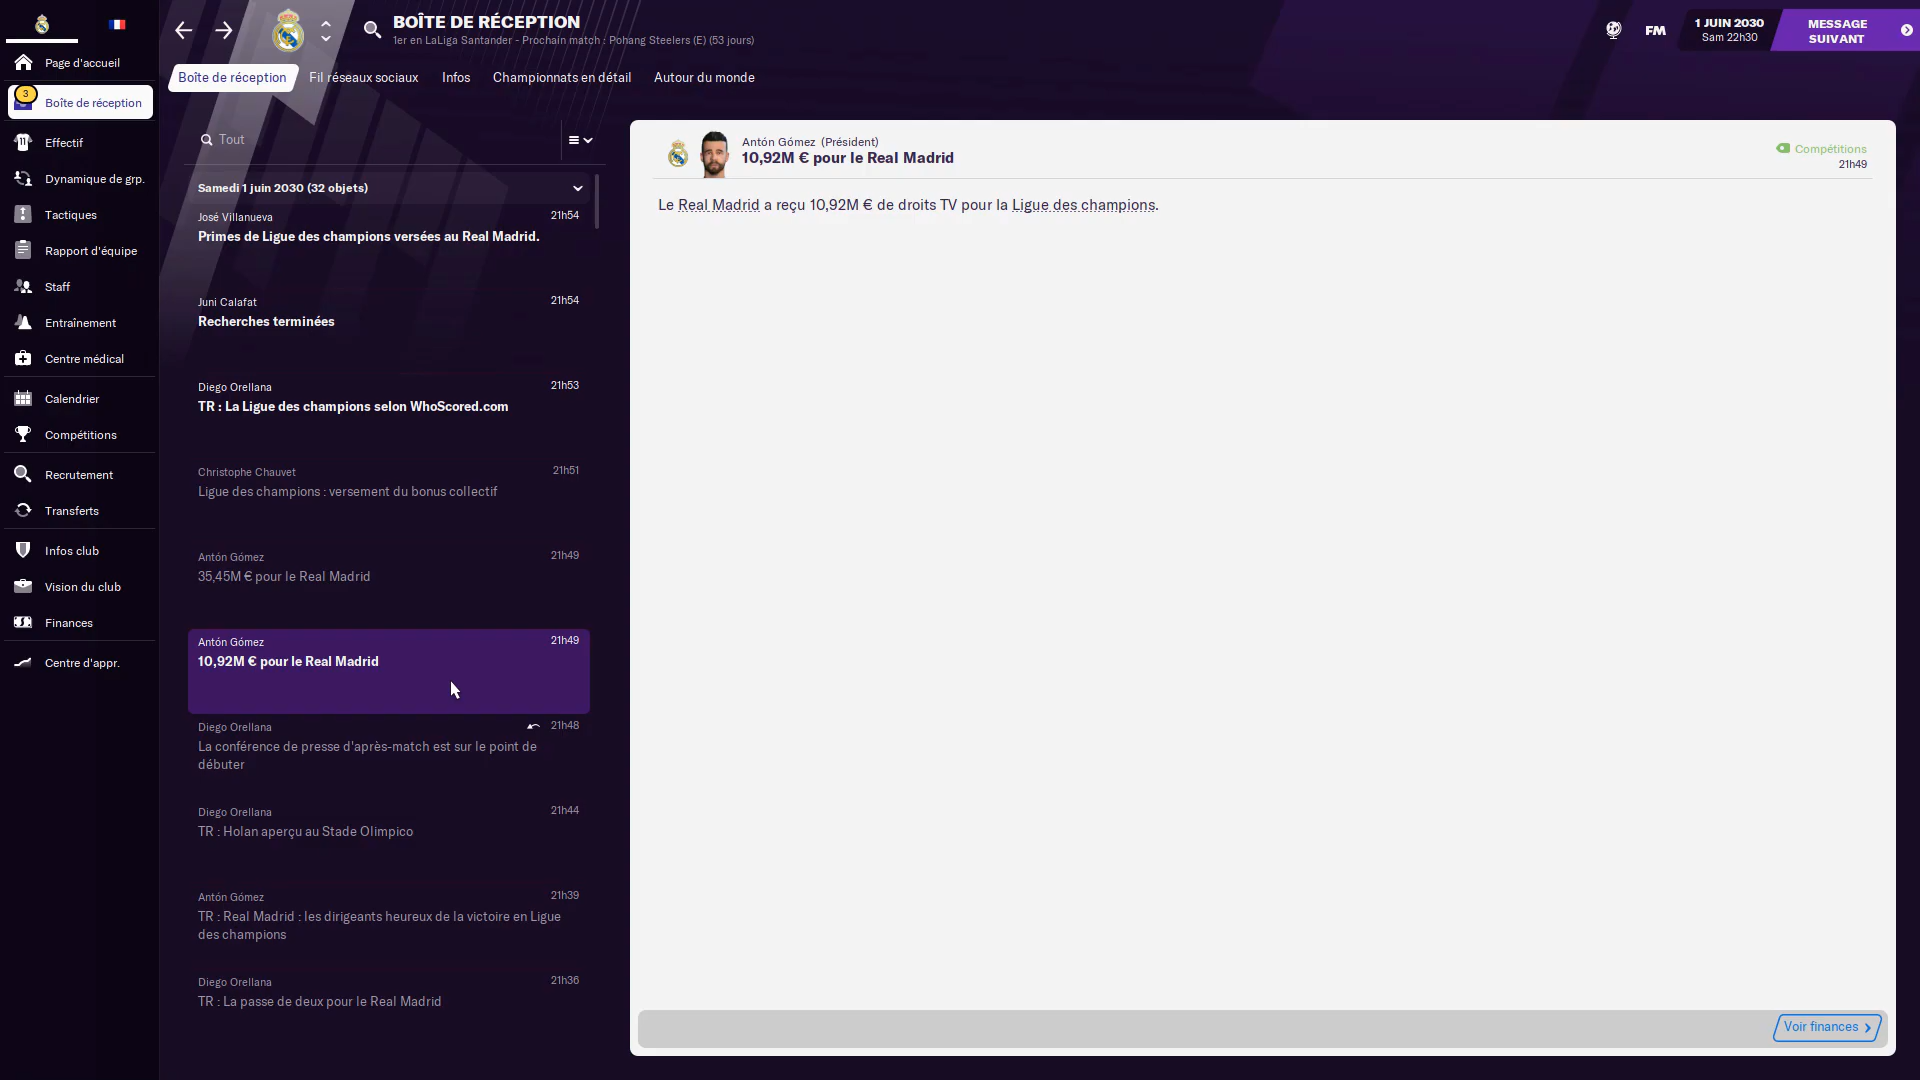 BOÎTE DE RÉCEPTION
1er en LaLiga Santander - Prochain match : Pohang Steelers (E) (53 jours)
FM
1 JUIN 2030
Sam 22h30
MESSAGE
SUIVANT
Boîte de réception
Fil réseaux sociaux
Infos
Championnats en détail
Autour du monde
Page d'accueil
3
Boîte de réception
11
Effectif
Dynamique de grp.
Tactiques
Rapport d'équipe
Staff
Entraînement
Centre médical
Calendrier
Compétitions
Recrutement
Transferts
Infos club
Vision du club
Finances
Centre d'appr.
Tout
Samedi 1 juin 2030 (32 objets)
José Villanueva
21h54
Primes de Ligue des champions versées au Real Madrid.
Juni Calafat
21h54
Recherches terminées
Diego Orellana
21h53
TR : La Ligue des champions selon WhoScored.com
Christophe Chauvet
21h51
Ligue des champions : versement du bonus collectif
Antón Gómez
21h49
35,45M € pour le Real Madrid
Antón Gómez
21h49
10,92M € pour le Real Madrid
Diego Orellana
21h48
La conférence de presse d'après-match est sur le point de
débuter
Diego Orellana
21h44
TR : Holan aperçu au Stade Olimpico
Antón Gómez
21h39
TR : Real Madrid : les dirigeants heureux de la victoire en Ligue
des champions
Diego Orellana
21h36
TR : La passe de deux pour le Real Madrid
Antón Gómez (Président)
10,92M € pour le Real Madrid
Compétitions
21h49
Le Real Madrid a reçu 10,92M € de droits TV pour la Ligue des champions.
Voir finances